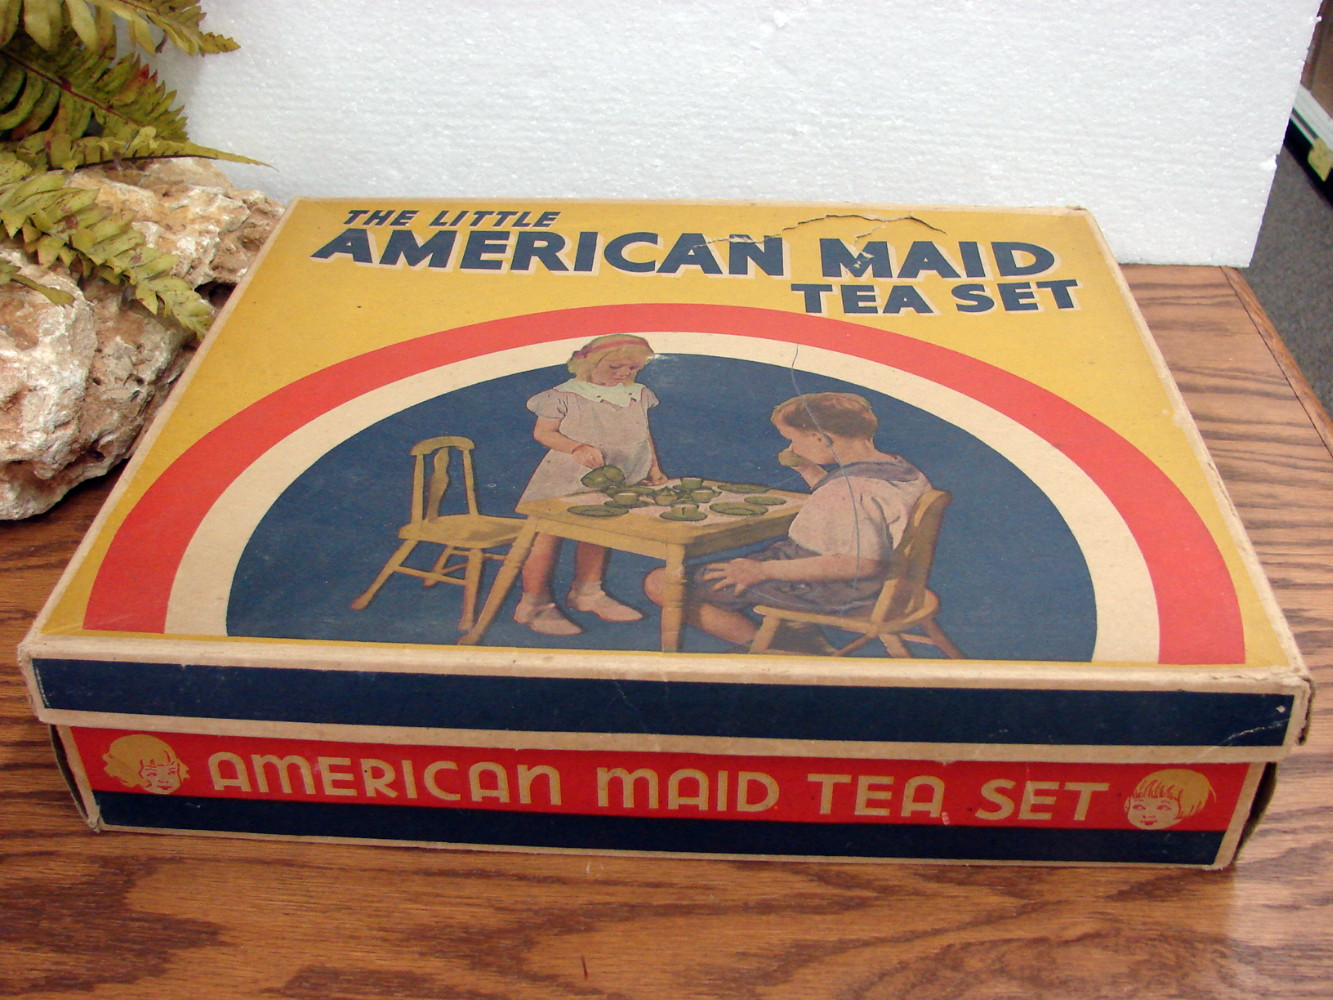 THE LITTLE
AMERICAN MAID
TEA SET
AMERICAN MAID TEA SET